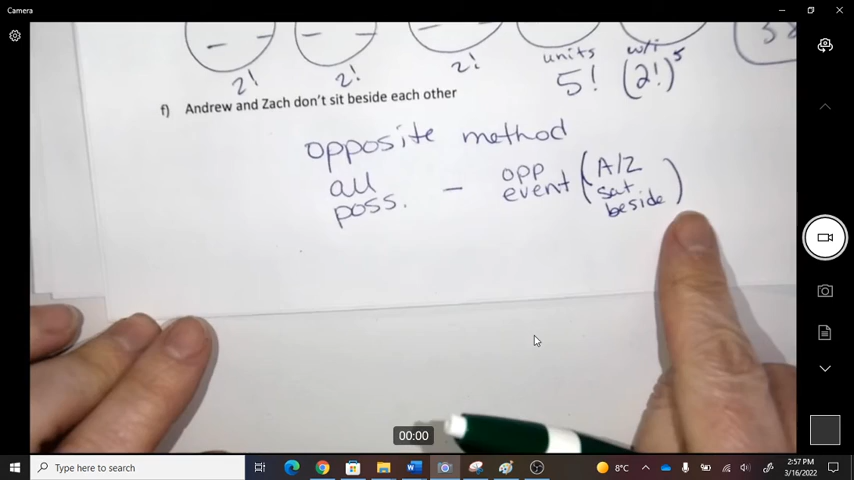 Camera
2! 2! 2! units w/i
5! (2!)⁵
f) Andrew and Zach don't sit beside each other
opposite method
all poss. — opp event (A/Z sat beside)
00:00
Type here to search
8°C
2:57 PM
3/16/2022